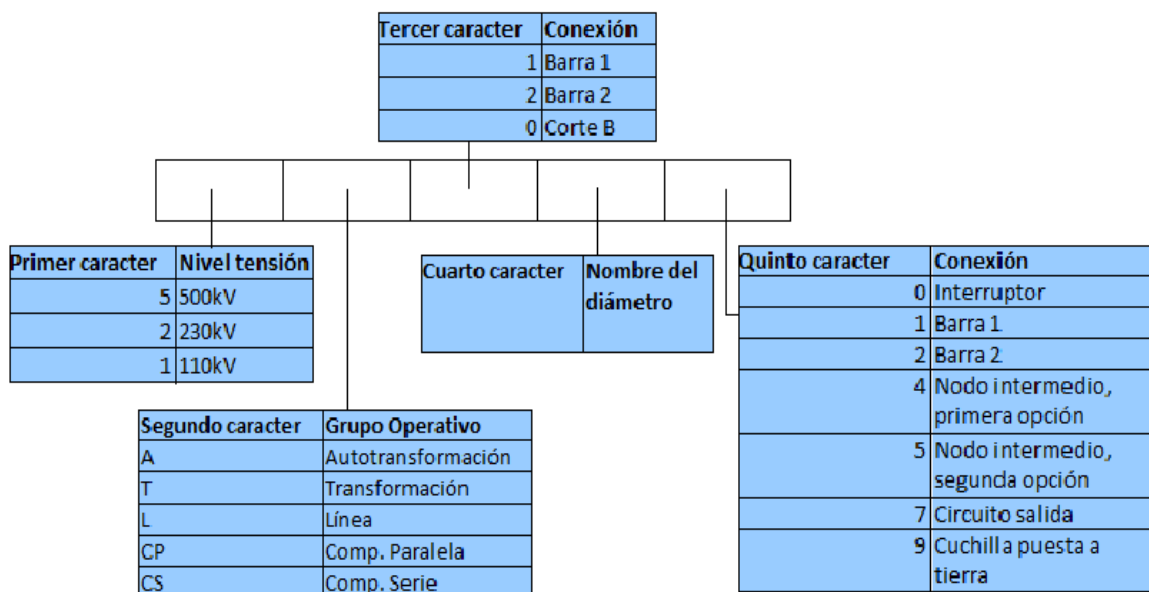 Tercer caracter Conexión
1 Barra 1
2 Barra 2
0 Corte B
Primer caracter Nivel tensión
5 500kV
2 230kV
1 110kV
Cuarto caracter Nombre del
diámetro
Quinto caracter Conexión
0 Interruptor
1 Barra 1
2 Barra 2
4 Nodo intermedio,
primera opción
5 Nodo intermedio,
segunda opción
7 Circuito salida
9 Cuchilla puesta a
tierra
Segundo caracter Grupo Operativo
A Autotransformación
T Transformación
L Línea
CP Comp. Paralela
CS Comp. Serie